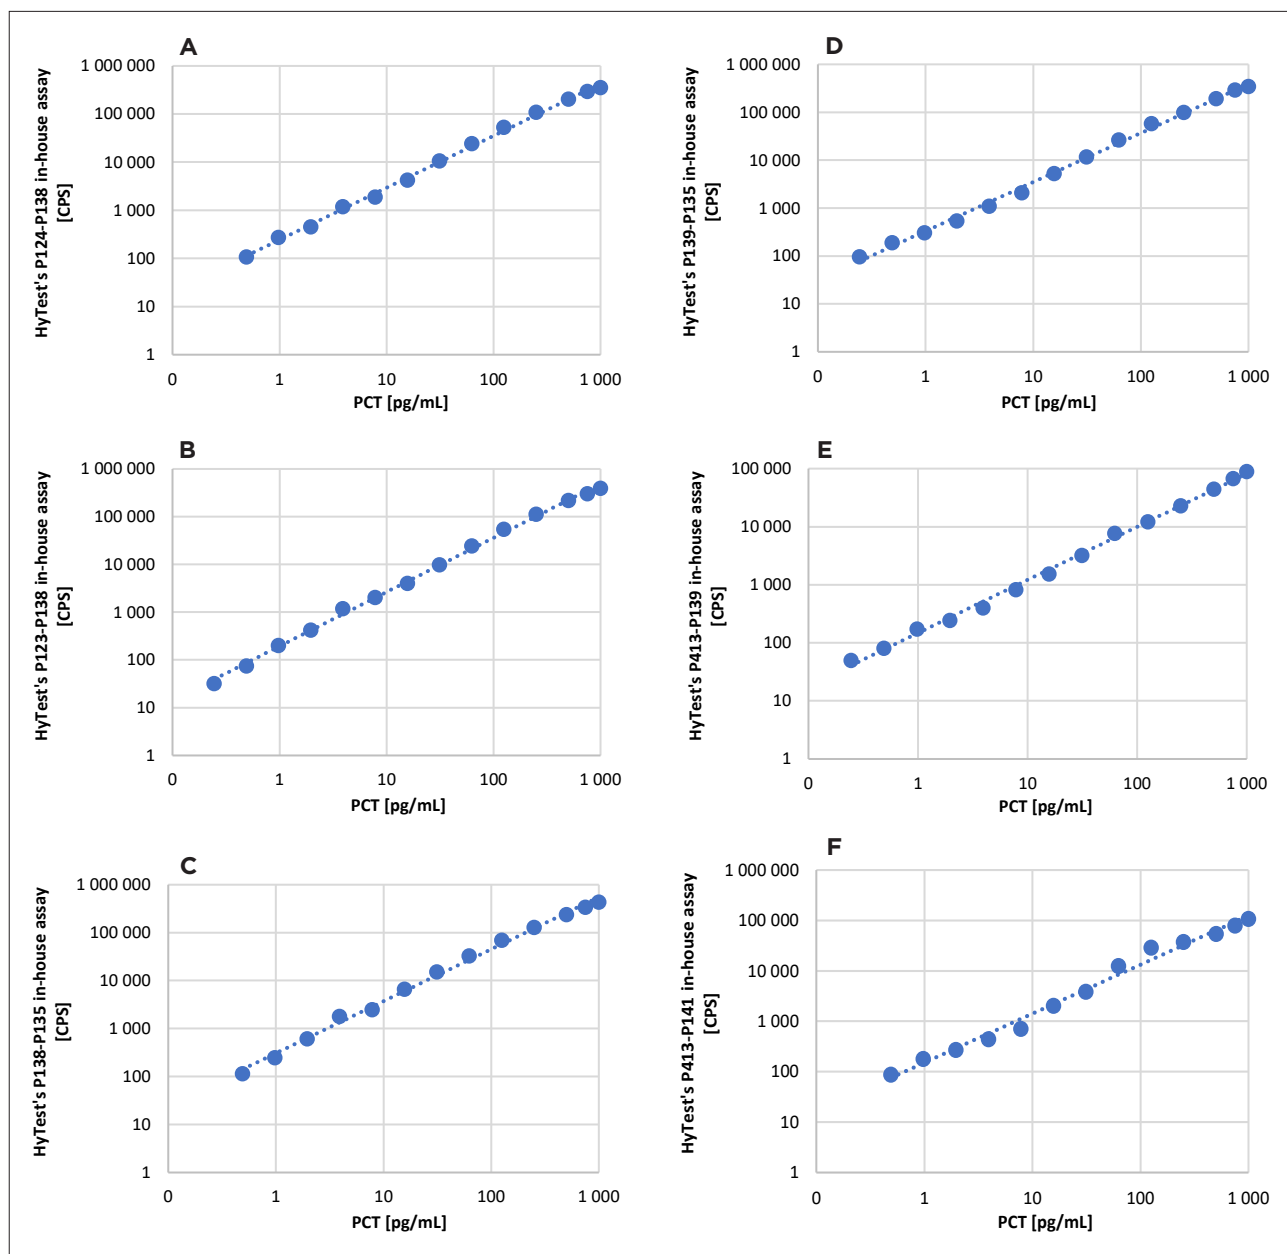 A
HyTest's P124-P138 in-house assay
[CPS]
1 000 000
100 000
10 000
1 000
100
10
1
0 1 10 100 1 000
PCT [pg/mL]
B
HyTest's P123-P138 in-house assay
[CPS]
1 000 000
100 000
10 000
1 000
100
10
1
0 1 10 100 1 000
PCT [pg/mL]
C
HyTest's P138-P135 in-house assay
[CPS]
1 000 000
100 000
10 000
1 000
100
10
1
0 1 10 100 1 000
PCT [pg/mL]
D
HyTest's P139-P135 in-house assay
[CPS]
1 000 000
100 000
10 000
1 000
100
10
1
0 1 10 100 1 000
PCT [pg/mL]
E
HyTest's P413-P139 in-house assay
[CPS]
100 000
10 000
1 000
100
10
1
0 1 10 100 1 000
PCT [pg/mL]
F
HyTest's P413-P141 in-house assay
[CPS]
1 000 000
100 000
10 000
1 000
100
10
1
0 1 10 100 1 000
PCT [pg/mL]